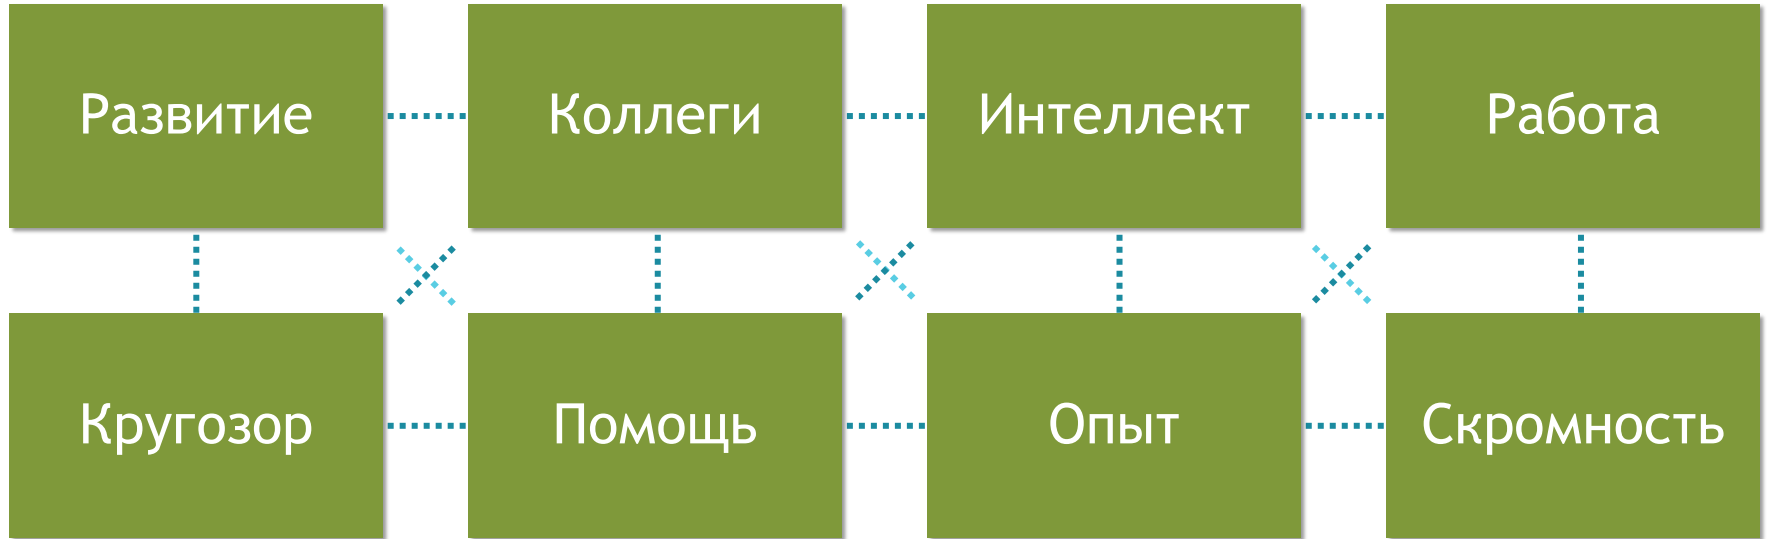 Развитие
Коллеги
Интеллект
Работа
Кругозор
Помощь
Опыт
Скромность